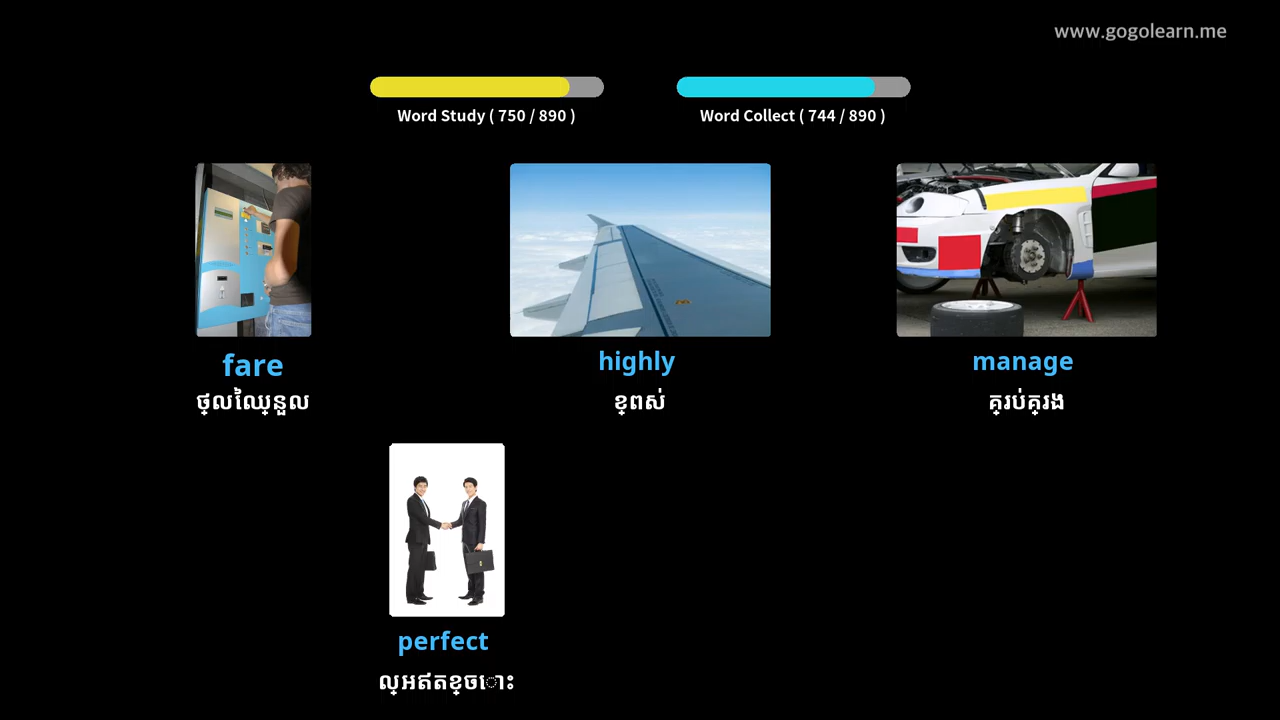 www.gogolearn.me
Word Study ( 750 / 890 )
Word Collect ( 744 / 890 )
fare
ថ្លៃឈ្នួល
highly
ខ្ពស់
manage
គ្រប់គ្រង
perfect
ល្អឥតខ្ចោះ